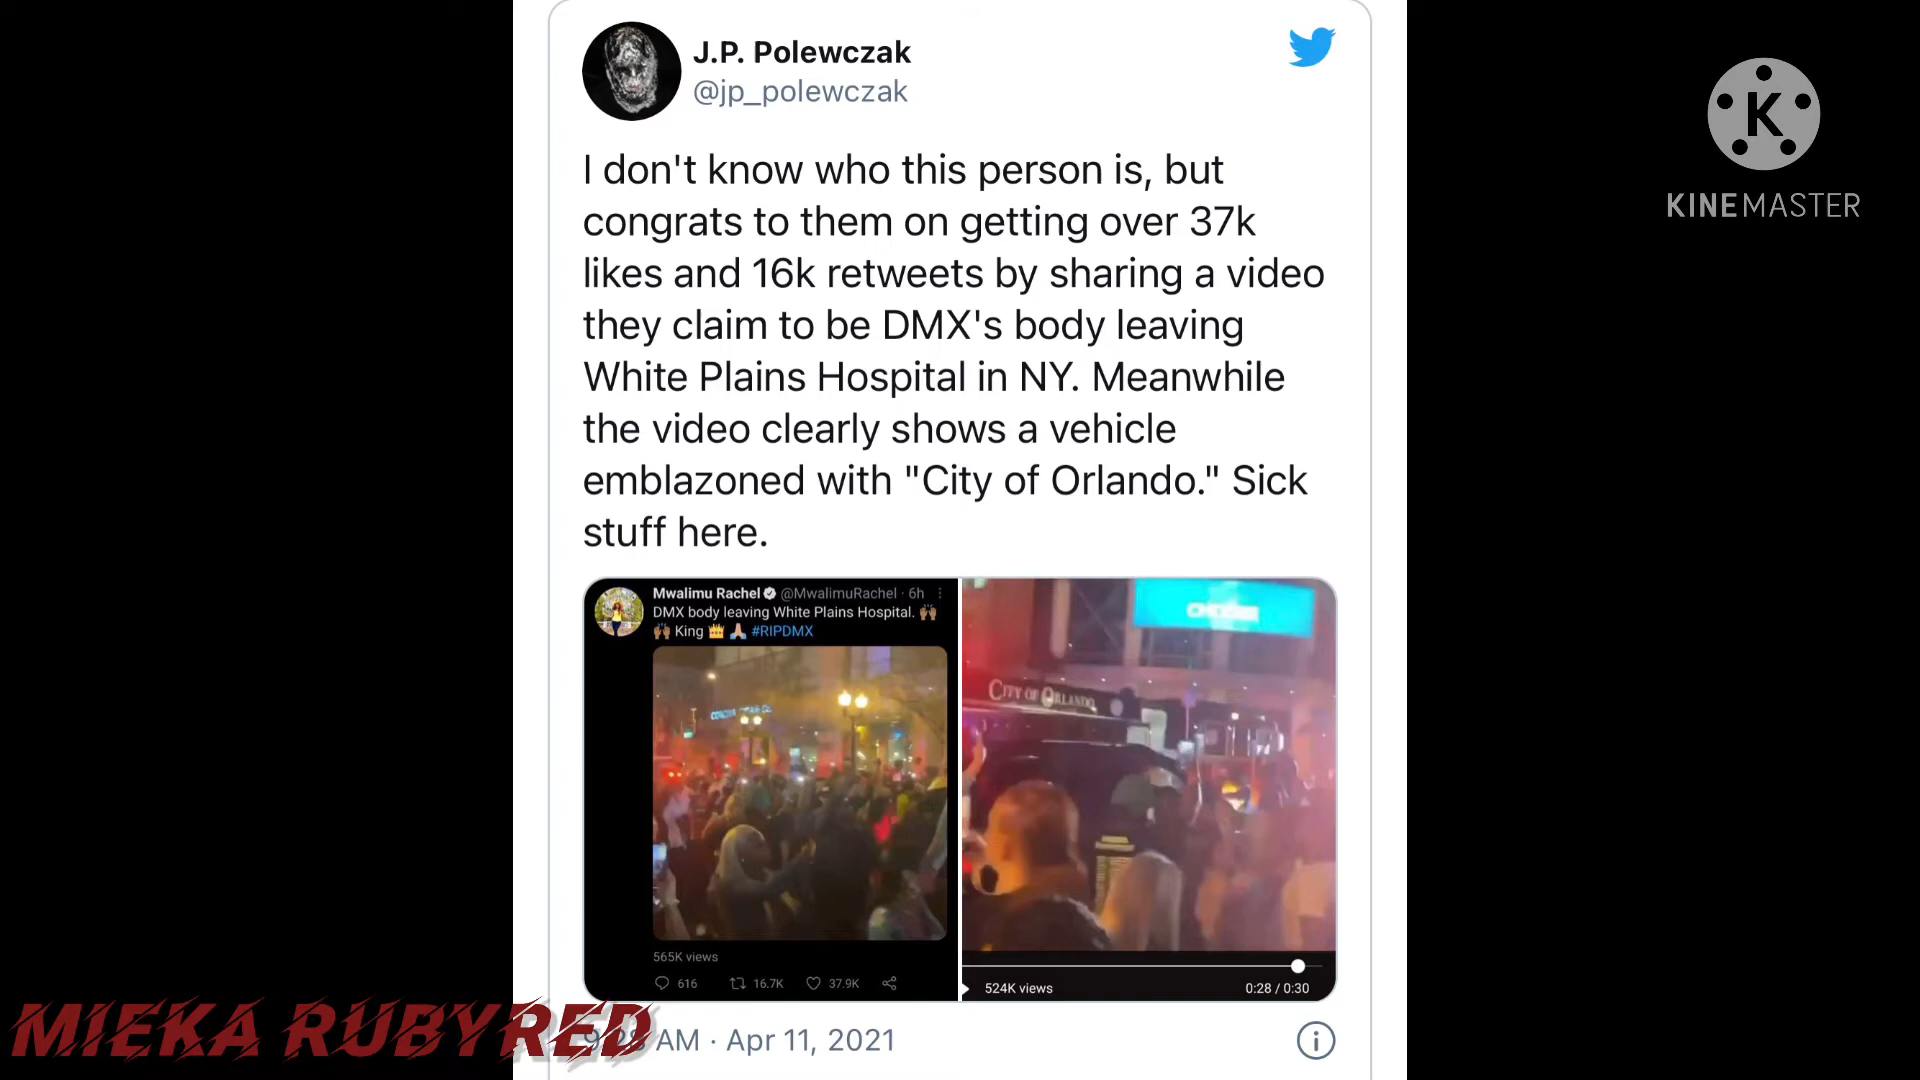 J.P. Polewczak
@jp_polewczak
KINEMASTER
I don't know who this person is, but
congrats to them on getting over 37k
likes and 16k retweets by sharing a video
they claim to be DMX's body leaving
White Plains Hospital in NY. Meanwhile
the video clearly shows a vehicle
emblazoned with "City of Orlando." Sick
stuff here.
Mwalimu Rachel @MwalimuRachel · 6h
DMX body leaving White Plains Hospital. 🙌🏽
🙌🏽 King 👑 🙏🏽 #RIPDMX
CITY OF ORLANDO
565K views
616 16.7K 37.9K
524K views 0:28 / 0:30
MIEKA RUBYRED
AM · Apr 11, 2021